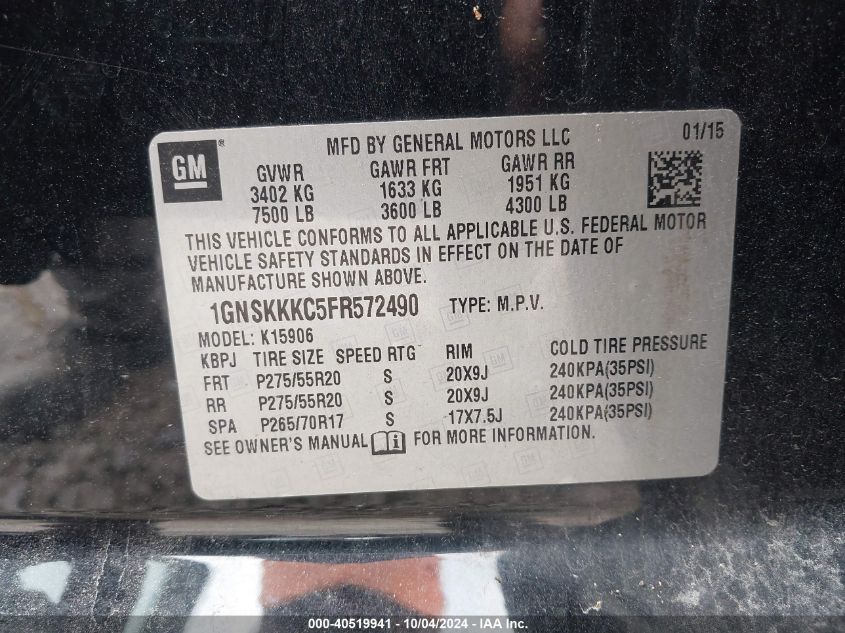 GM®
MFD BY GENERAL MOTORS LLC
01/15
GVWR GAWR FRT GAWR RR
3402 KG 1633 KG 1951 KG
7500 LB 3600 LB 4300 LB
THIS VEHICLE CONFORMS TO ALL APPLICABLE U.S. FEDERAL MOTOR
VEHICLE SAFETY STANDARDS IN EFFECT ON THE DATE OF
MANUFACTURE SHOWN ABOVE.
1GNSKKKC5FR572490 TYPE: M.P.V.
MODEL: K15906
KBPJ TIRE SIZE SPEED RTG RIM COLD TIRE PRESSURE
FRT P275/55R20 S 20X9J 240KPA(35PSI)
RR P275/55R20 S 20X9J 240KPA(35PSI)
SPA P265/70R17 S 17X7.5J 240KPA(35PSI)
SEE OWNER'S MANUAL FOR MORE INFORMATION.
000-40519941 - 10/04/2024 - IAA Inc.